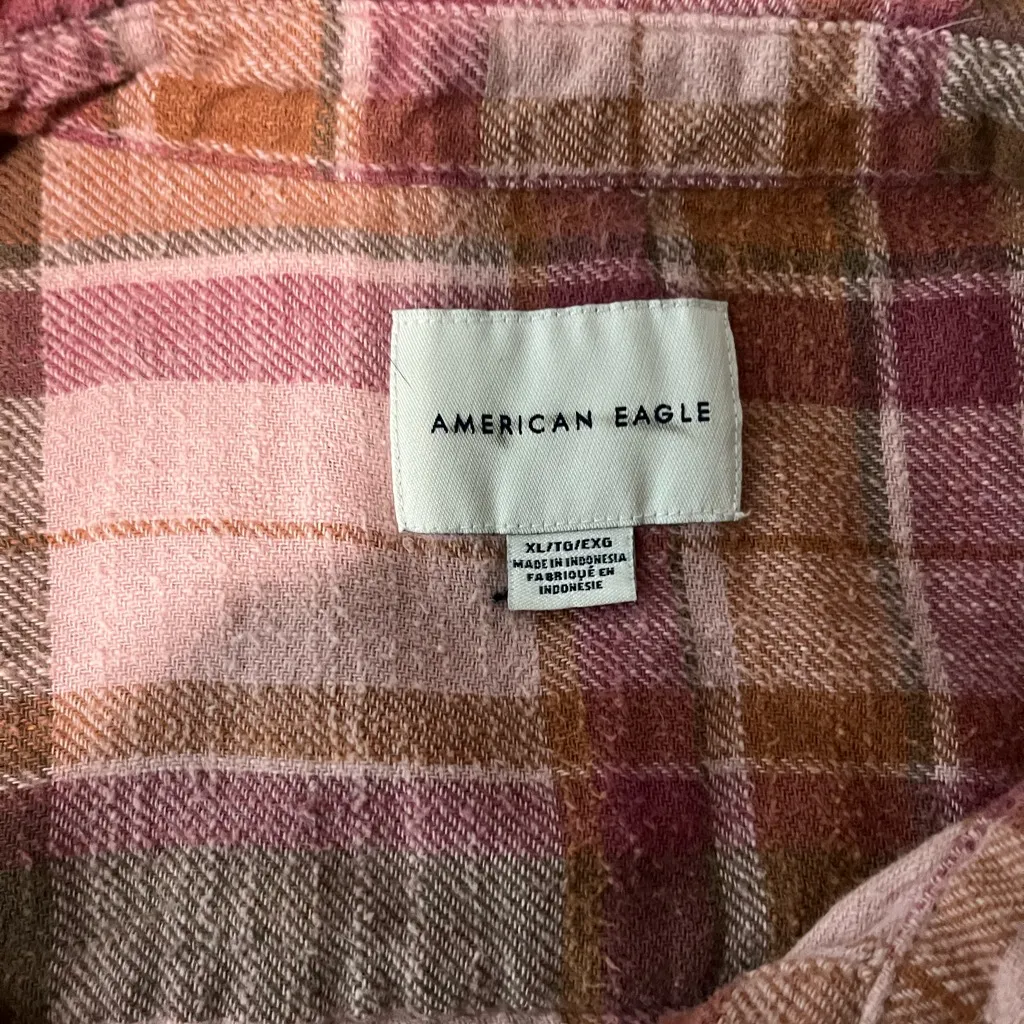 AMERICAN EAGLE
XL/TG/EXG
MADE IN INDONESIA
FABRIQUÉ EN
INDONÉSIE